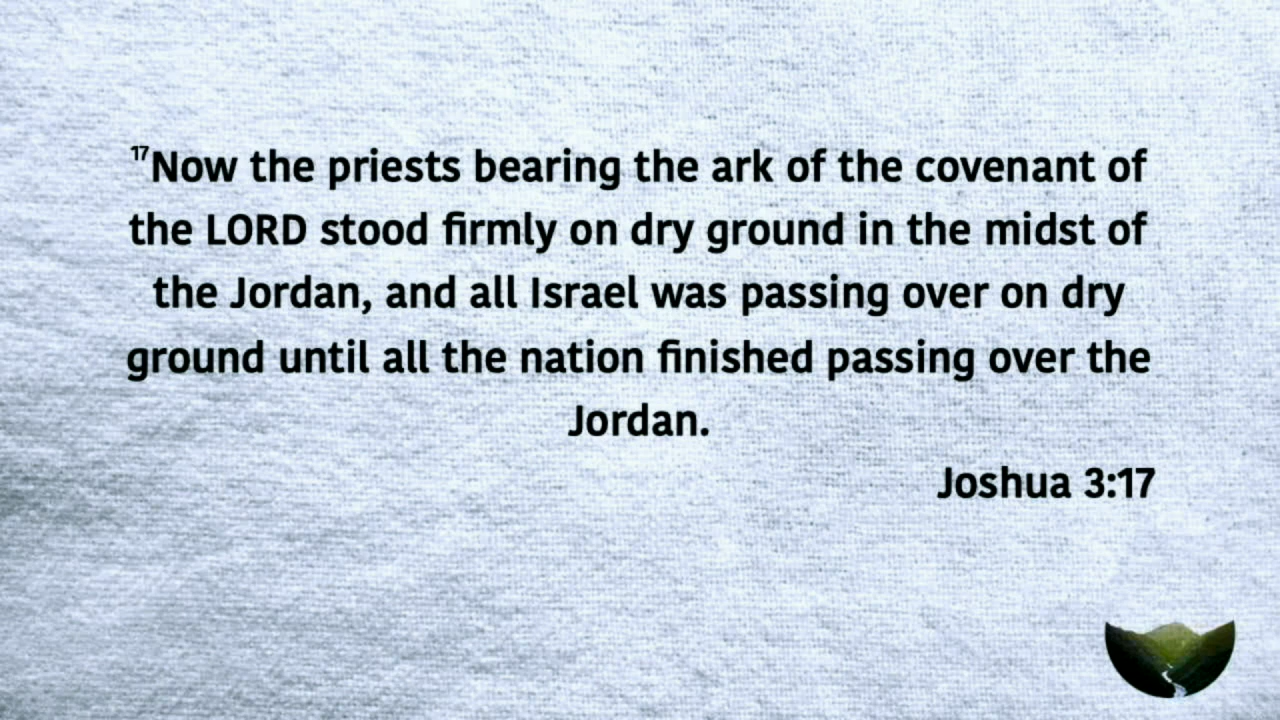 ¹⁷Now the priests bearing the ark of the covenant of
the LORD stood firmly on dry ground in the midst of
the Jordan, and all Israel was passing over on dry
ground until all the nation finished passing over the
Jordan.
Joshua 3:17